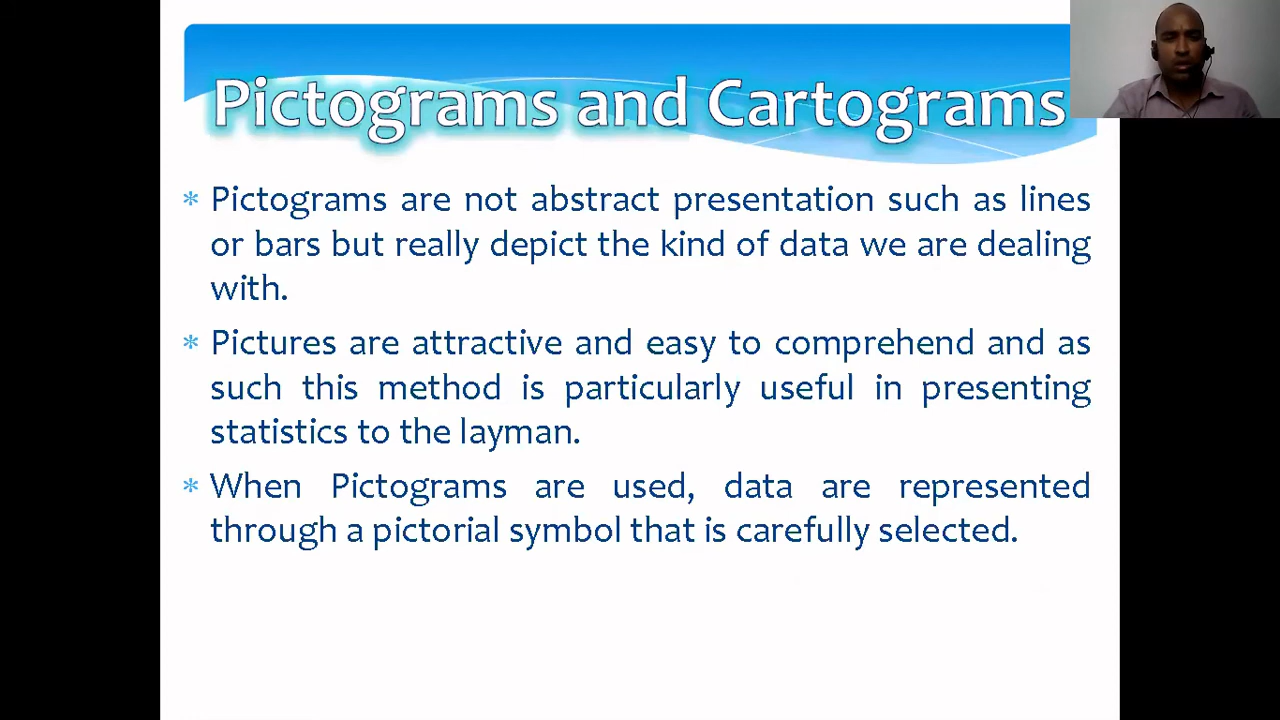 Pictograms and Cartograms
* Pictograms are not abstract presentation such as lines
or bars but really depict the kind of data we are dealing
with.
* Pictures are attractive and easy to comprehend and as
such this method is particularly useful in presenting
statistics to the layman.
* When Pictograms are used, data are represented
through a pictorial symbol that is carefully selected.